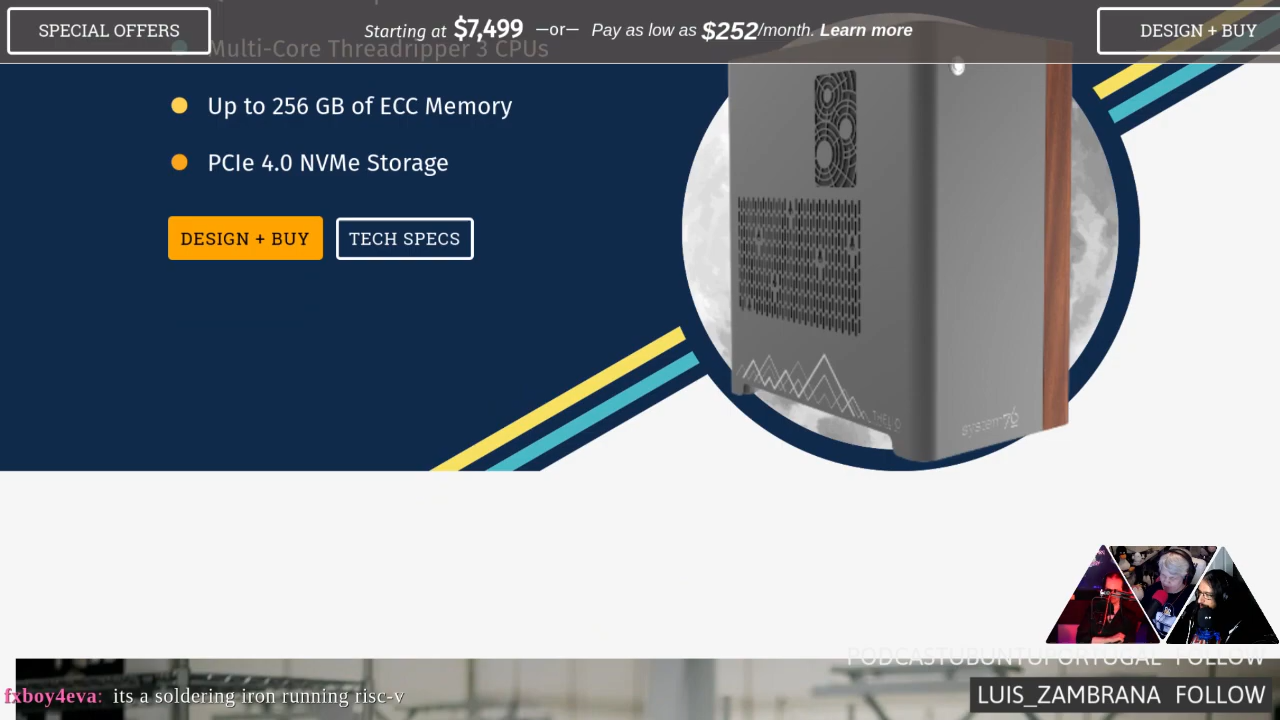 SPECIAL OFFERS
Starting at $7,499 —or— Pay as low as $252/month. Learn more
DESIGN + BUY
Multi-Core Threadripper 3 CPUs
Up to 256 GB of ECC Memory
PCIe 4.0 NVMe Storage
DESIGN + BUY
TECH SPECS
THELIO
system76
PODCASTUBUNTUPORTUGAL FOLLOW
fxboy4eva: its a soldering iron running risc-v
LUIS_ZAMBRANA FOLLOW